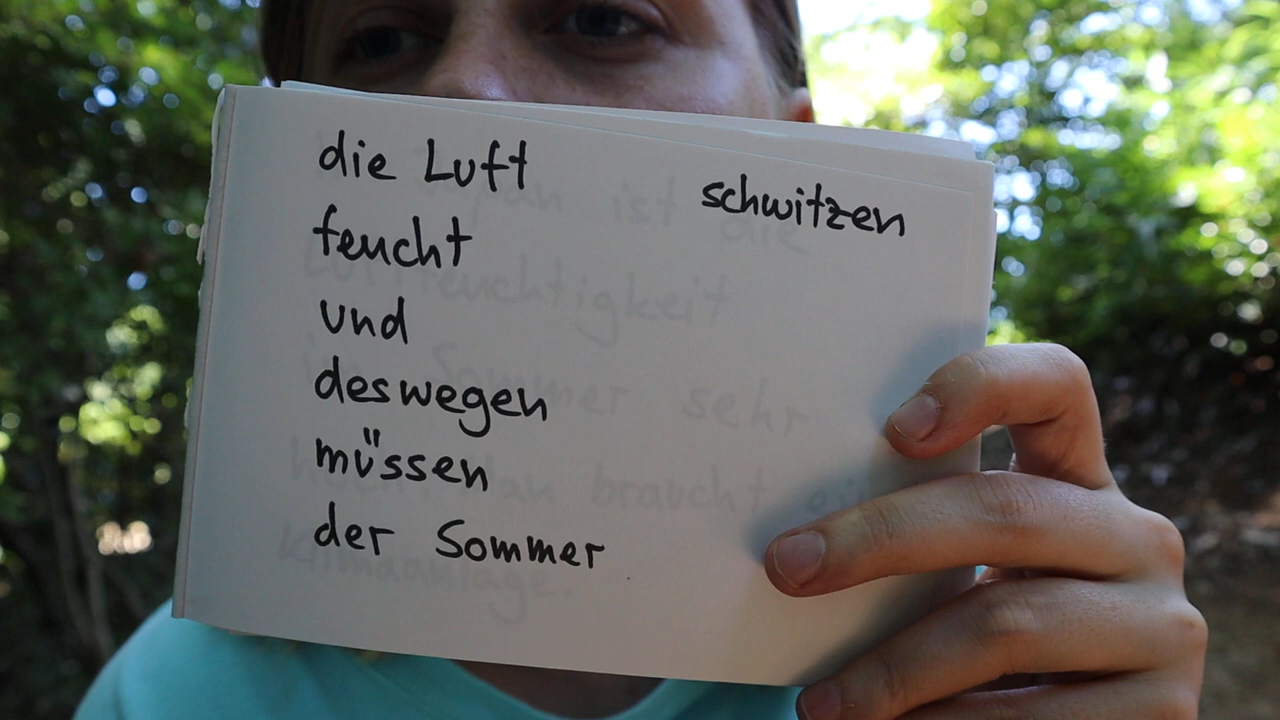 die Luft
schwitzen
feucht
und
deswegen
müssen
der Sommer